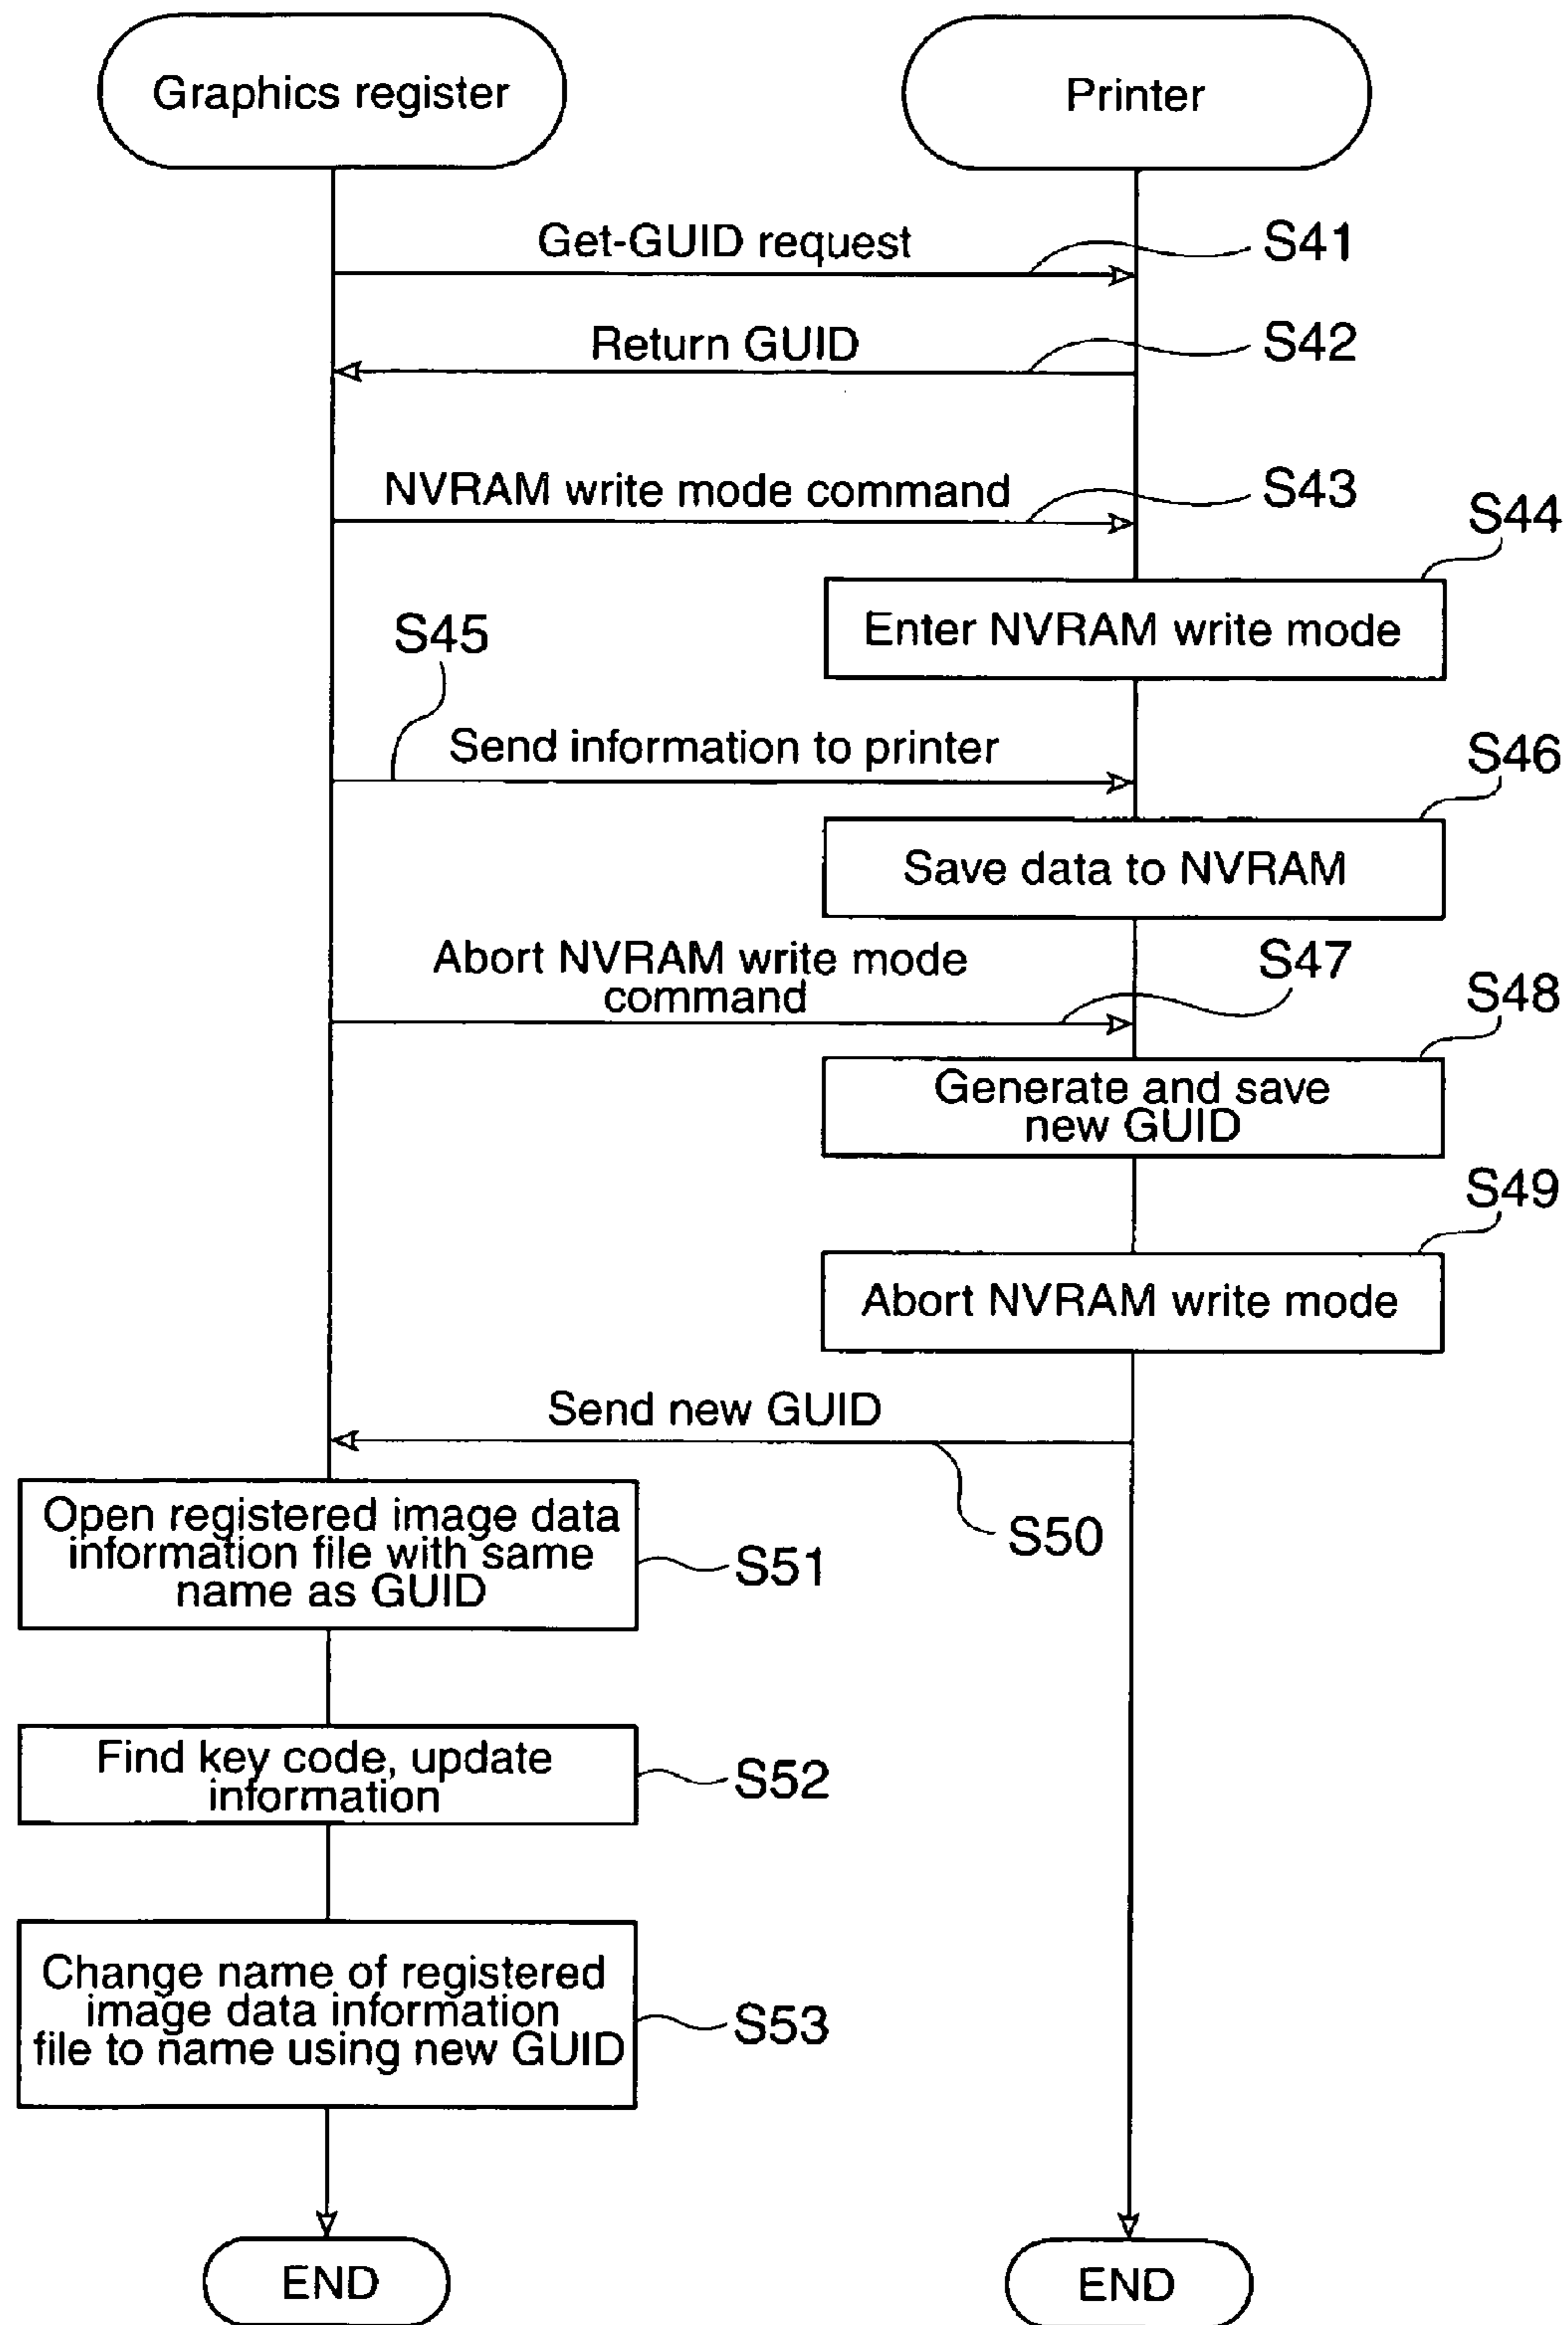 Graphics register
Printer
Get-GUID request
S41
Return GUID
S42
NVRAM write mode command
S43
S44
Enter NVRAM write mode
S45
Send information to printer
S46
Save data to NVRAM
Abort NVRAM write mode
command
S47
S48
Generate and save
new GUID
S49
Abort NVRAM write mode
Send new GUID
S50
Open registered image data
information file with same
name as GUID
S51
Find key code, update
information
S52
Change name of registered
image data information
file to name using new GUID
S53
END
END